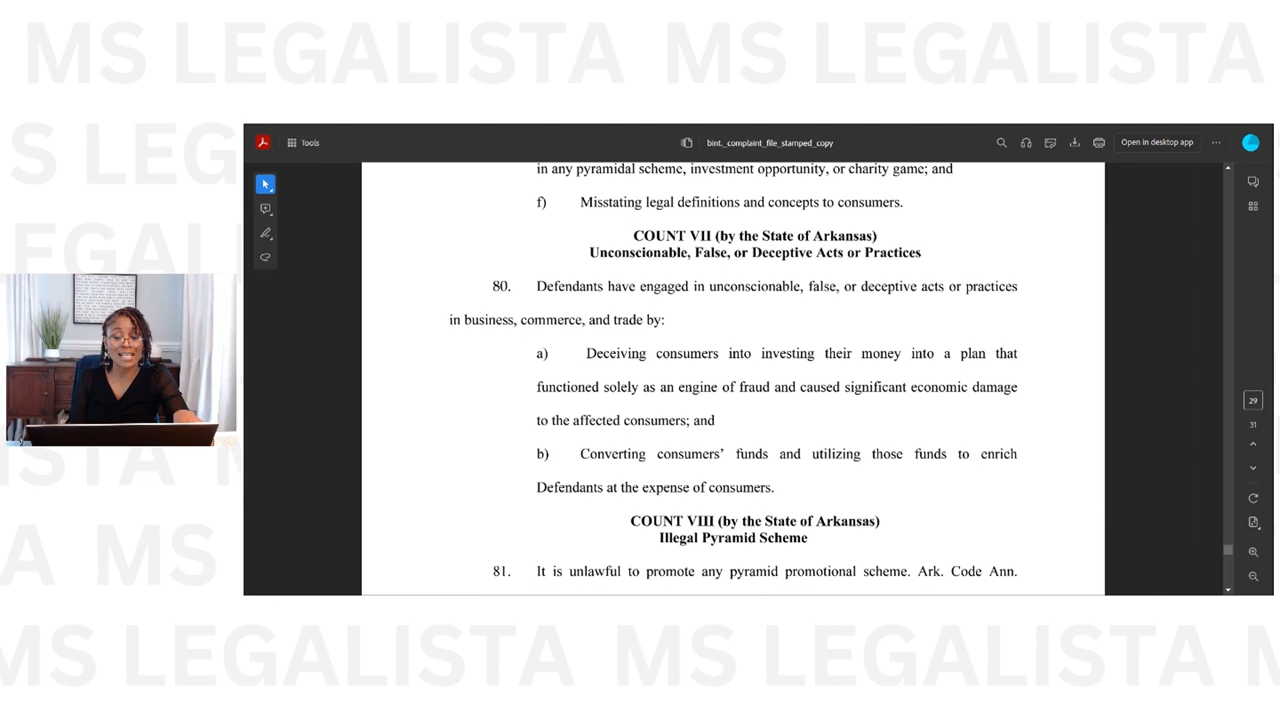 MS LEGALISTA MS LEGALISTA
S LEG
EGALI
ISTA
A MS
MS LEGALISTA MS LEGALISTA M
Tools
bint._complaint_file_stamped_copy
Open in desktop app
in any pyramidal scheme, investment opportunity, or charity game; and
f) Misstating legal definitions and concepts to consumers.
COUNT VII (by the State of Arkansas)
Unconscionable, False, or Deceptive Acts or Practices
80. Defendants have engaged in unconscionable, false, or deceptive acts or practices
in business, commerce, and trade by:
a) Deceiving consumers into investing their money into a plan that
functioned solely as an engine of fraud and caused significant economic damage
to the affected consumers; and
b) Converting consumers’ funds and utilizing those funds to enrich
Defendants at the expense of consumers.
COUNT VIII (by the State of Arkansas)
Illegal Pyramid Scheme
81. It is unlawful to promote any pyramid promotional scheme. Ark. Code Ann.
29
31